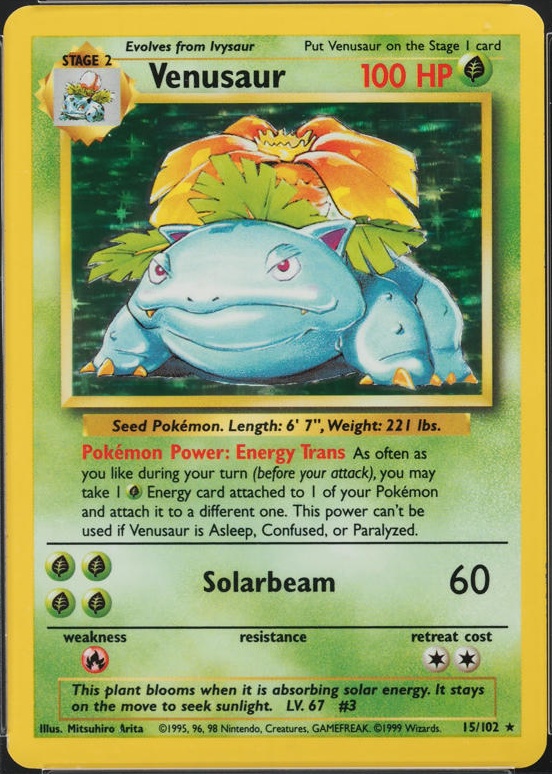 Evolves from Ivysaur Put Venusaur on the Stage 1 card
STAGE 2
Venusaur 100 HP
Seed Pokémon. Length: 6' 7", Weight: 221 lbs.
Pokémon Power: Energy Trans As often as
you like during your turn (before your attack), you may
take 1 Energy card attached to 1 of your Pokémon
and attach it to a different one. This power can't be
used if Venusaur is Asleep, Confused, or Paralyzed.
Solarbeam 60
weakness resistance retreat cost
This plant blooms when it is absorbing solar energy. It stays
on the move to seek sunlight. LV. 67 #3
Illus. Mitsuhiro Arita ©1995, 96, 98 Nintendo, Creatures, GAMEFREAK. ©1999 Wizards. 15/102 ★